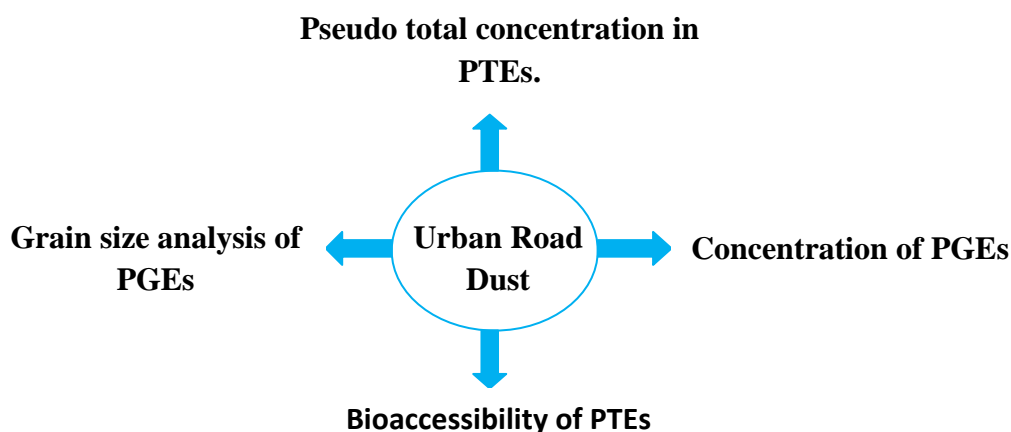 Pseudo total concentration in
PTEs.
Grain size analysis of
PGEs
Urban Road
Dust
Concentration of PGEs
Bioaccessibility of PTEs